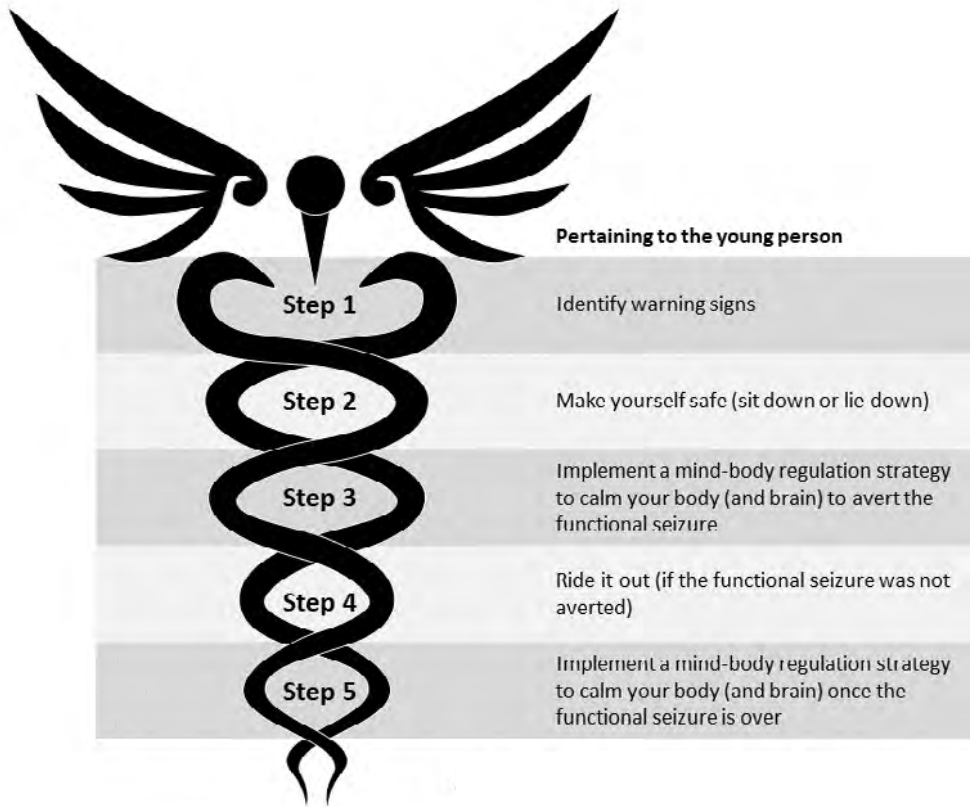 Pertaining to the young person
Step 1
Identify warning signs
Step 2
Make yourself safe (sit down or lie down)
Step 3
Implement a mind-body regulation strategy
to calm your body (and brain) to avert the
functional seizure
Step 4
Ride it out (if the functional seizure was not
averted)
Step 5
Implement a mind-body regulation strategy
to calm your body (and brain) once the
functional seizure is over